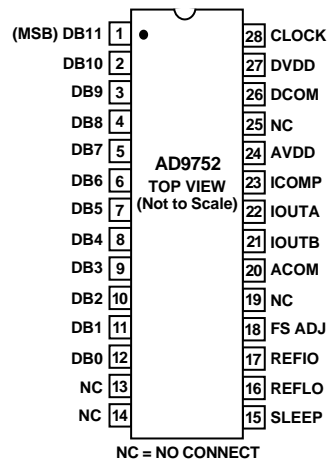 (MSB) DB11 1
DB10 2
DB9 3
DB8 4
DB7 5
DB6 6
DB5 7
DB4 8
DB3 9
DB2 10
DB1 11
DB0 12
NC 13
NC 14
AD9752
TOP VIEW
(Not to Scale)
28 CLOCK
27 DVDD
26 DCOM
25 NC
24 AVDD
23 ICOMP
22 IOUTA
21 IOUTB
20 ACOM
19 NC
18 FS ADJ
17 REFIO
16 REFLO
15 SLEEP
NC = NO CONNECT